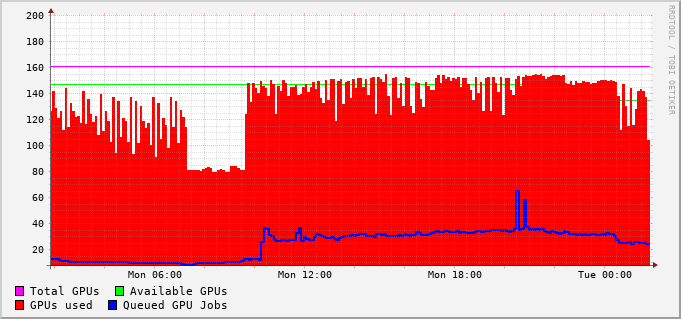 RRDTOOL / TOBI OETIKER
200
180
160
140
120
100
80
60
40
20
Mon 06:00 Mon 12:00 Mon 18:00 Tue 00:00
Total GPUs Available GPUs
GPUs used Queued GPU Jobs